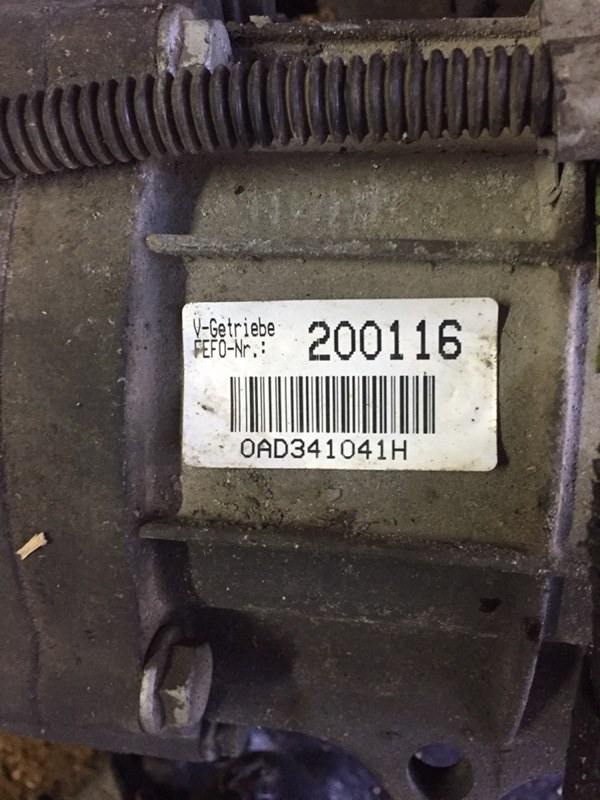 V-Getriebe
FEFO-Nr.: 200116
0AD341041H